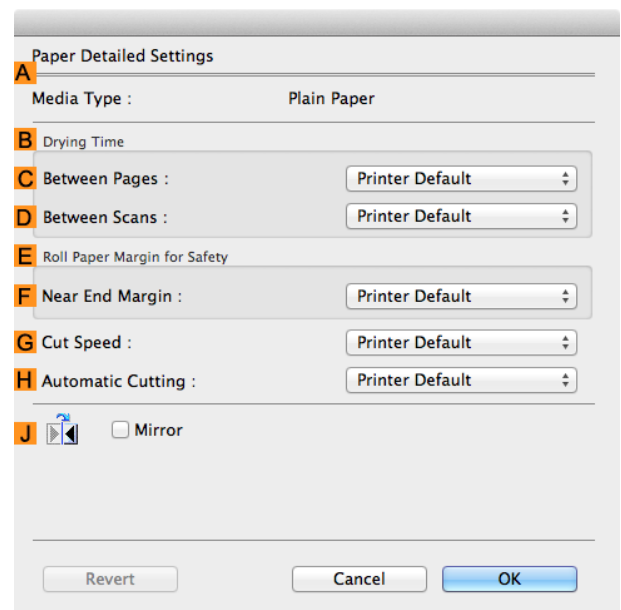 Paper Detailed Settings
A
Media Type : Plain Paper
B Drying Time
C Between Pages : Printer Default
D Between Scans : Printer Default
E Roll Paper Margin for Safety
F Near End Margin : Printer Default
G Cut Speed : Printer Default
H Automatic Cutting : Printer Default
J Mirror
Revert Cancel OK